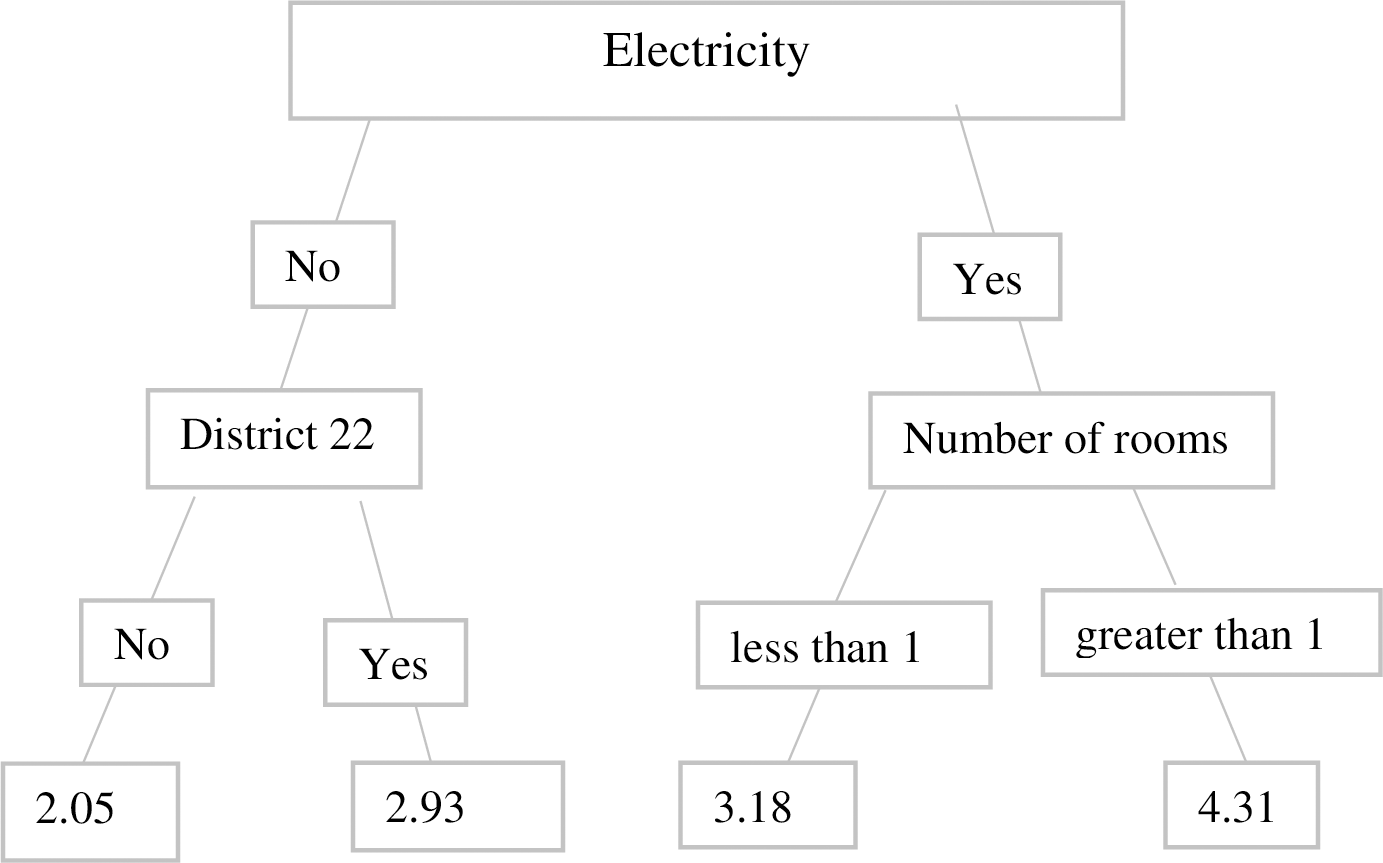 Electricity
No
Yes
District 22
Number of rooms
No
Yes
less than 1
greater than 1
2.05
2.93
3.18
4.31